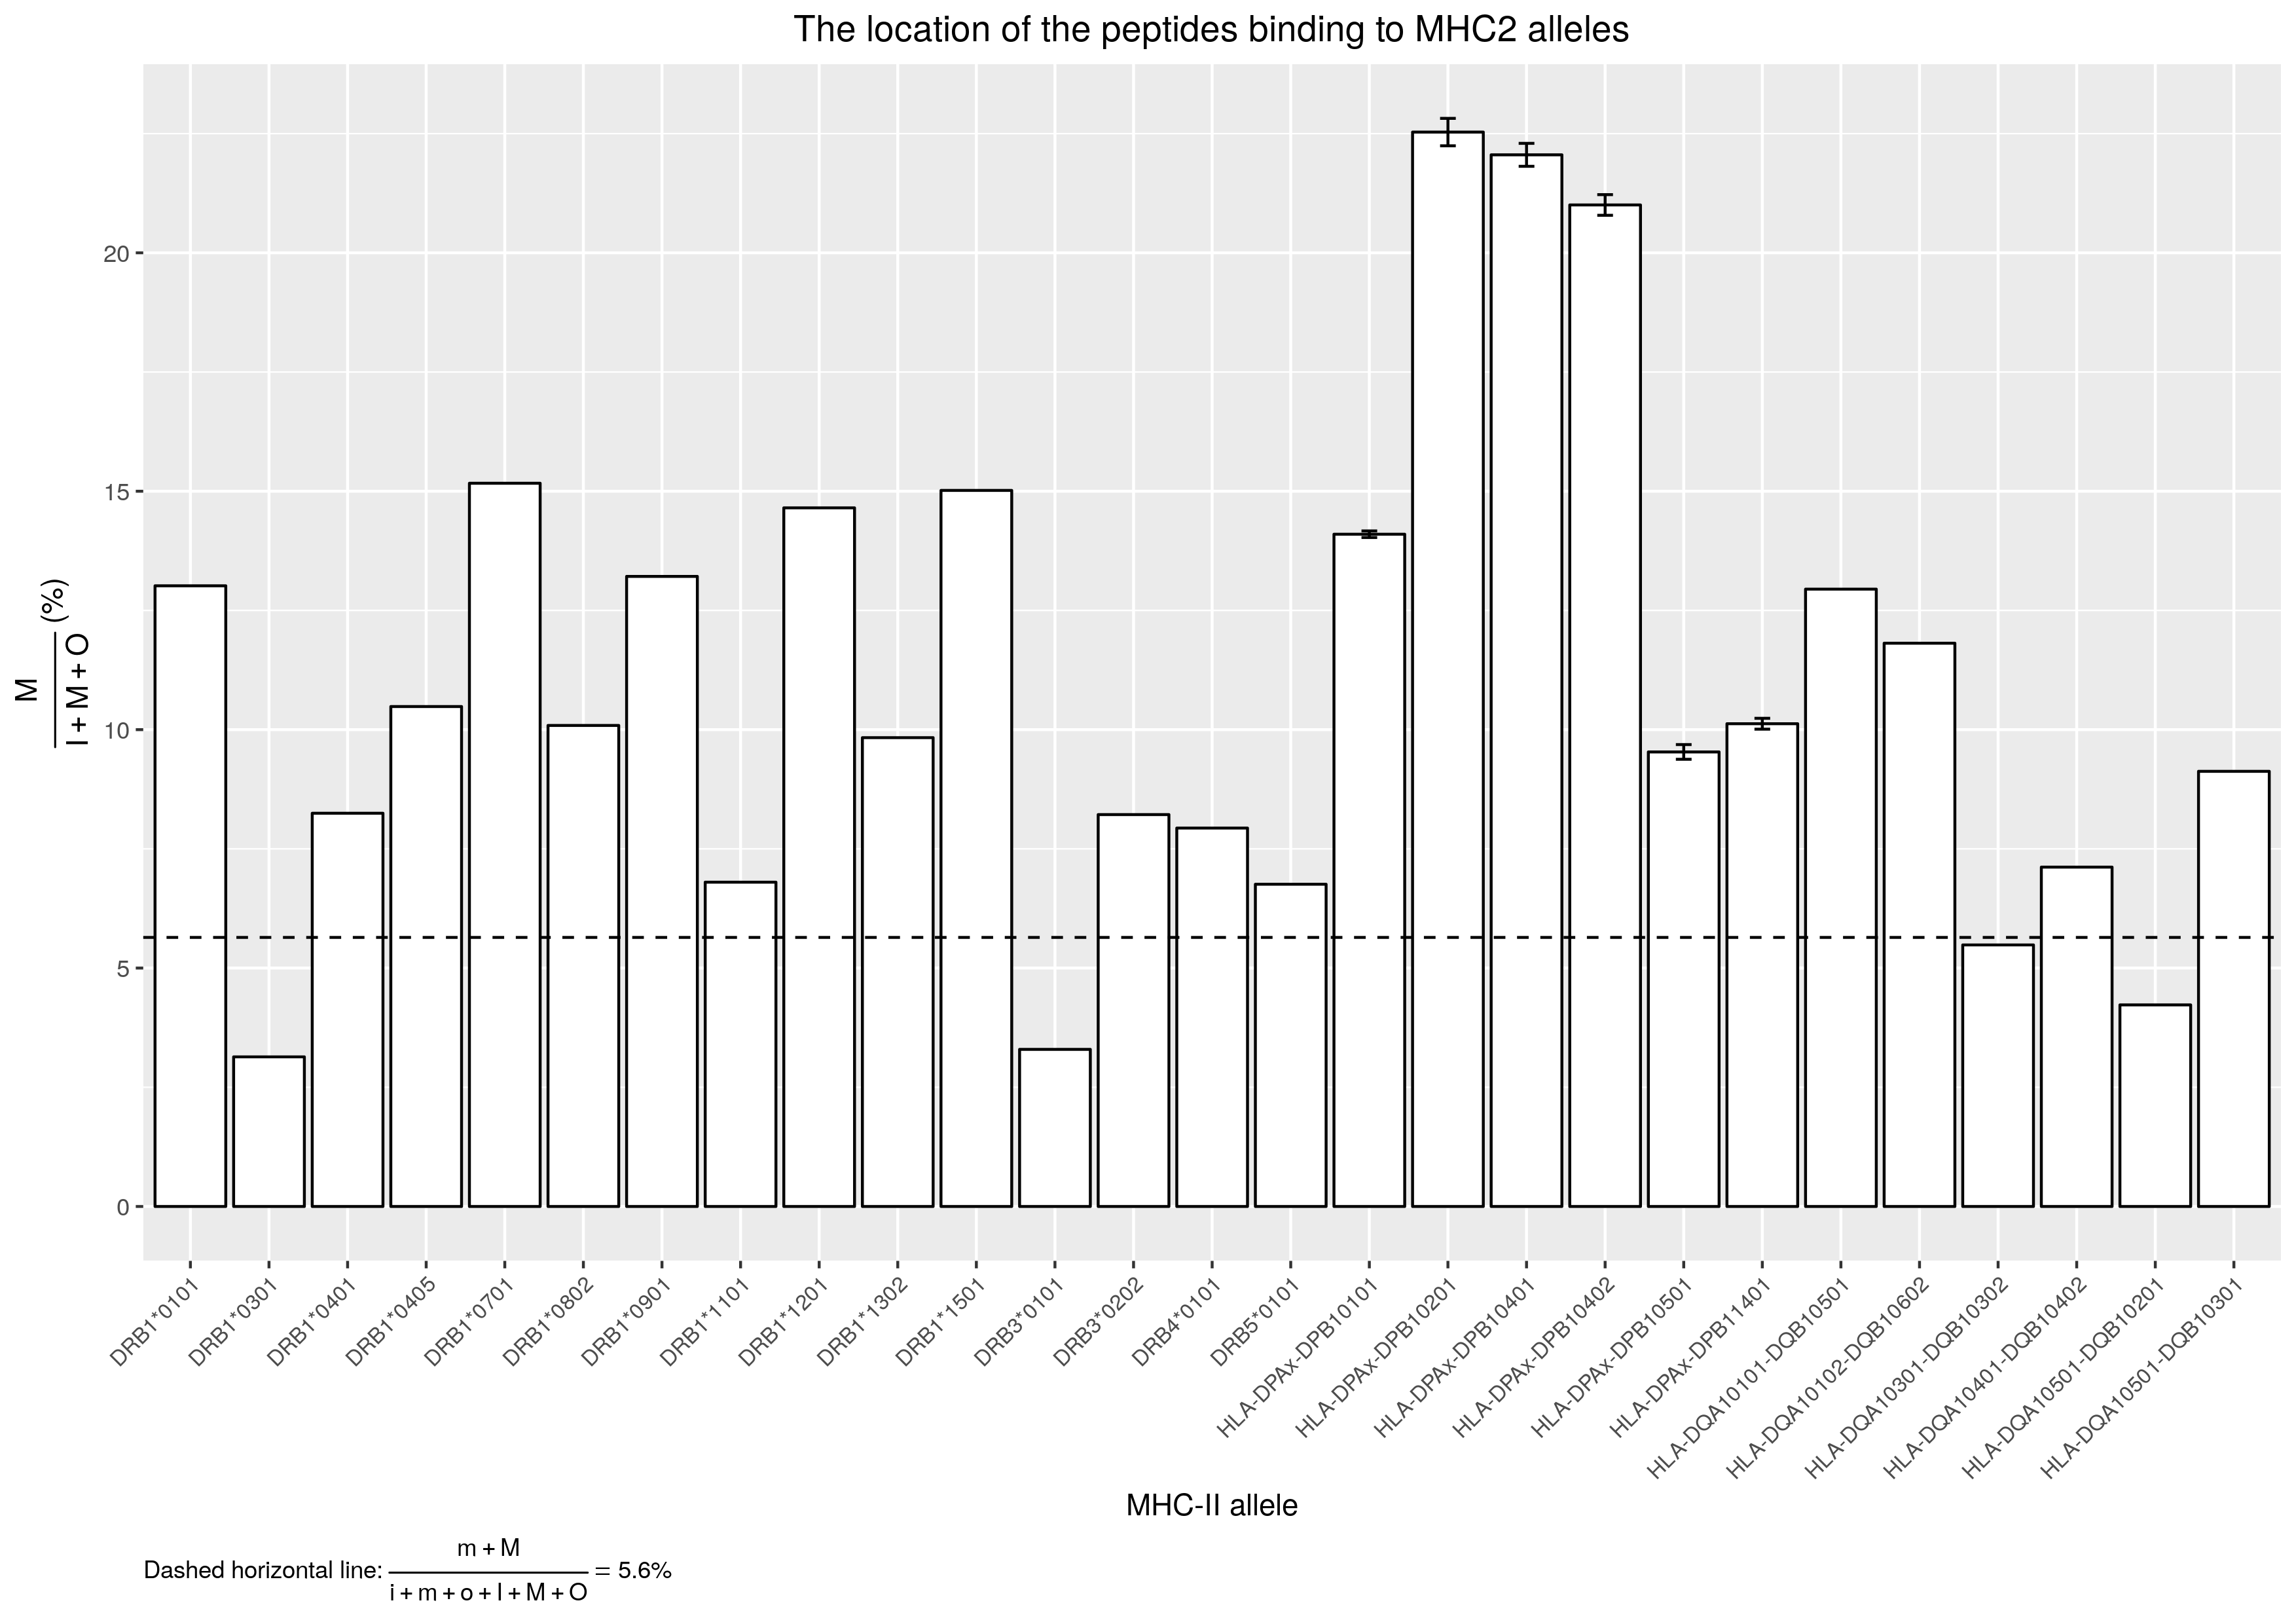 The location of the peptides binding to MHC2 alleles
M
I + M + O
(%)
20
15
10
5
0
DRB1*0101
DRB1*0301
DRB1*0401
DRB1*0405
DRB1*0701
DRB1*0802
DRB1*0901
DRB1*1101
DRB1*1201
DRB1*1302
DRB1*1501
DRB3*0101
DRB3*0202
DRB4*0101
DRB5*0101
HLA-DPAx-DPB10101
HLA-DPAx-DPB10201
HLA-DPAx-DPB10401
HLA-DPAx-DPB10402
HLA-DPAx-DPB10501
HLA-DPAx-DPB11401
HLA-DQA10101-DQB10501
HLA-DQA10102-DQB10602
HLA-DQA10301-DQB10302
HLA-DQA10401-DQB10402
HLA-DQA10501-DQB10201
HLA-DQA10501-DQB10301
MHC-II allele
m + M
Dashed horizontal line: = 5.6%
i + m + o + I + M + O